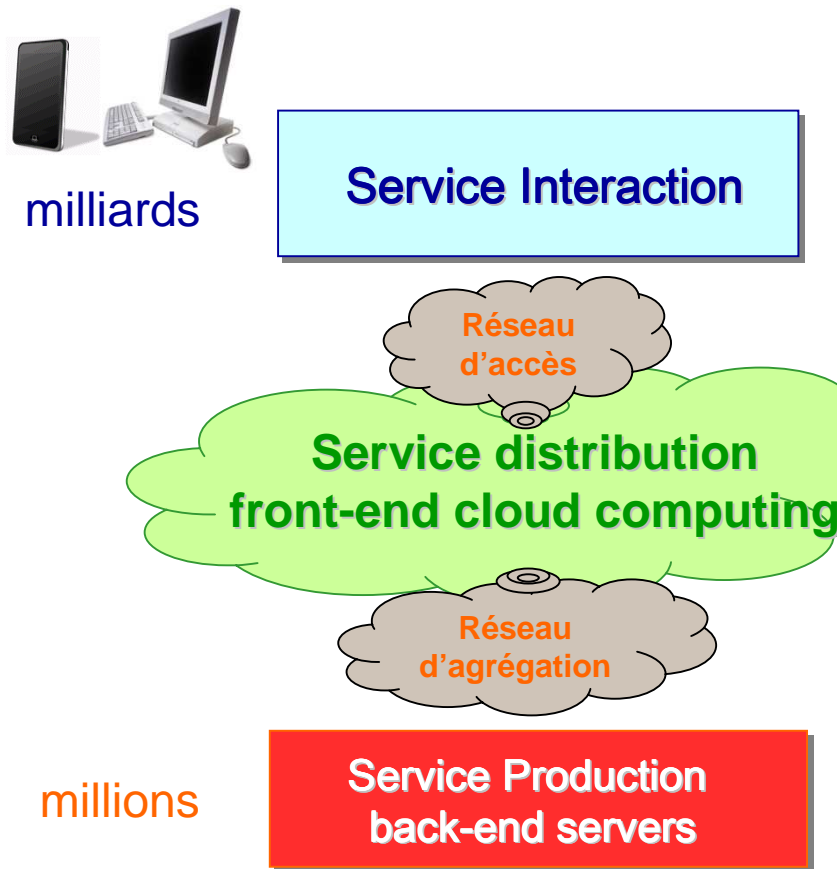 milliards
Service Interaction
Réseau
d'accès
Service distribution
front-end cloud computing
Réseau
d'agrégation
millions
Service Production
back-end servers